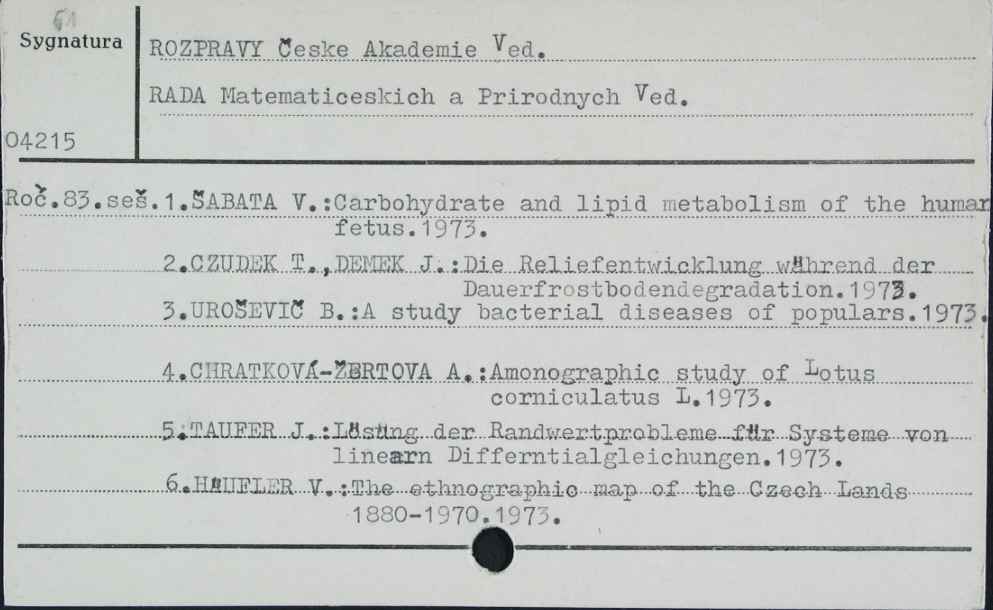 61
Sygnatura
ROZPRAVY Česke Akademie Ved.
RADA Matematiceskich a Prirodnych Ved.
04215
Roč.83.seš.1.ŠABATA V.:Carbohydrate and lipid metabolism of the human
fetus.1973.
2.CZUDEK T.,DEMEK J.:Die Reliefentwicklung während der
Dauerfrostbodendegradation.1973.
3.UROŠEVIČ B.:A study bacterial diseases of populars.1973.
4.CHRATKOVÁ-ŽERTOVA A.:Amonographic study of Lotus
corniculatus L.1973.
5.TAUFER J.:Lösüng der Randwertprobleme für Systeme von
linearn Differntialgleichungen.1973.
6.HÄUFLER V.:The ethnographic map of the Czech Lands
1880-1970.1973.